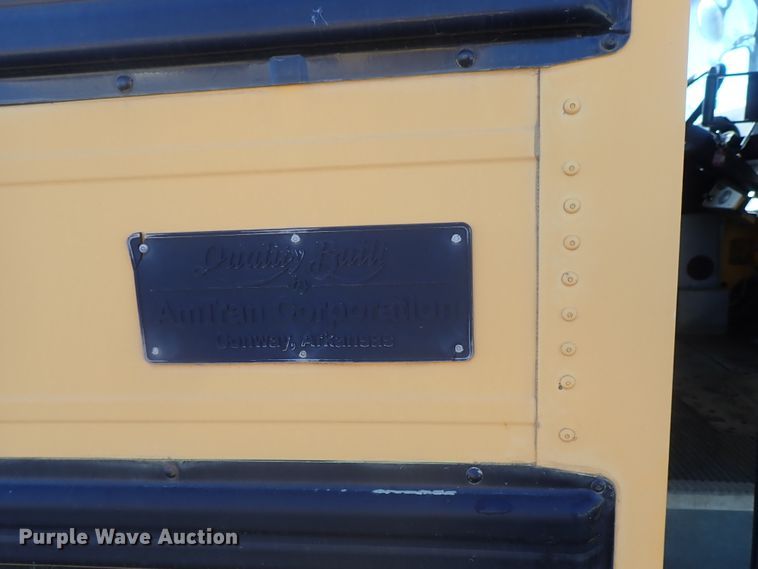 Quality Built
by
AmTran Corporation
Conway, Arkansas
Purple Wave Auction